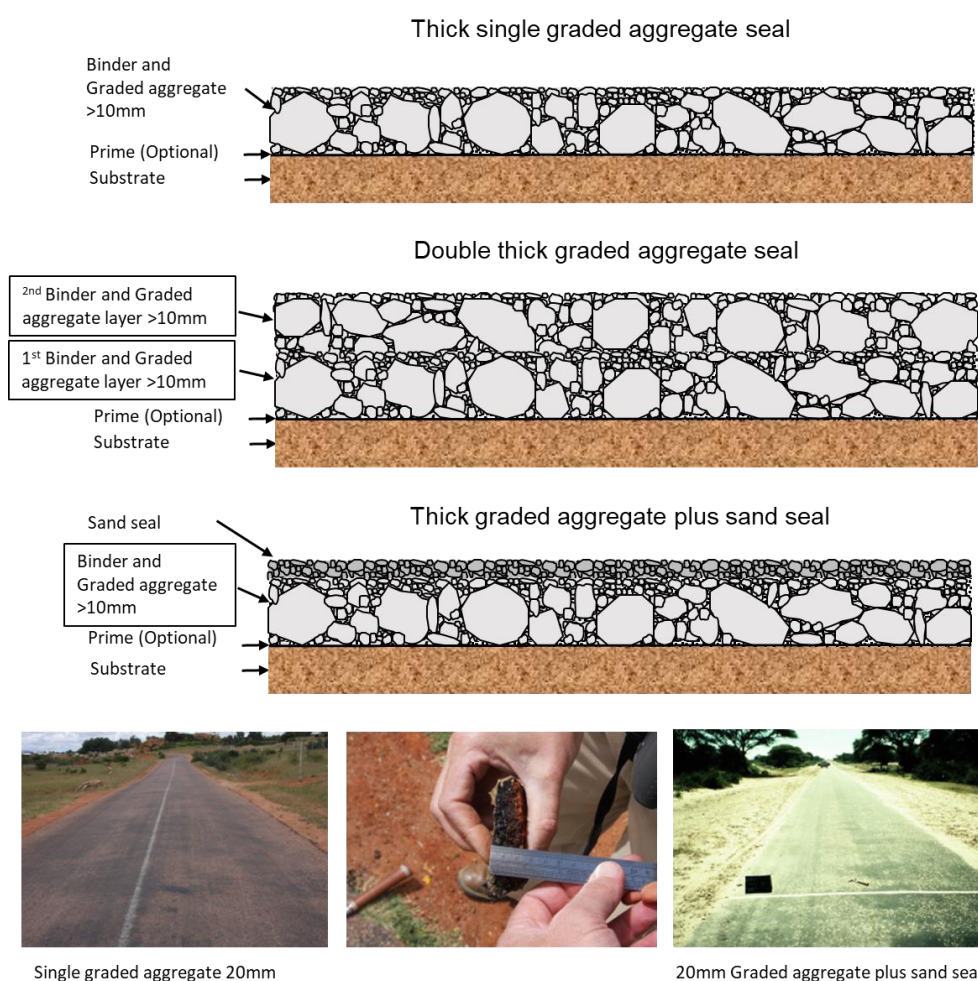 Thick single graded aggregate seal
Binder and
Graded aggregate
>10mm
Prime (Optional)
Substrate
Double thick graded aggregate seal
2nd Binder and Graded
aggregate layer >10mm
1st Binder and Graded
aggregate layer >10mm
Prime (Optional)
Substrate
Thick graded aggregate plus sand seal
Sand seal
Binder and
Graded aggregate
>10mm
Prime (Optional)
Substrate
Single graded aggregate 20mm
20mm Graded aggregate plus sand sea